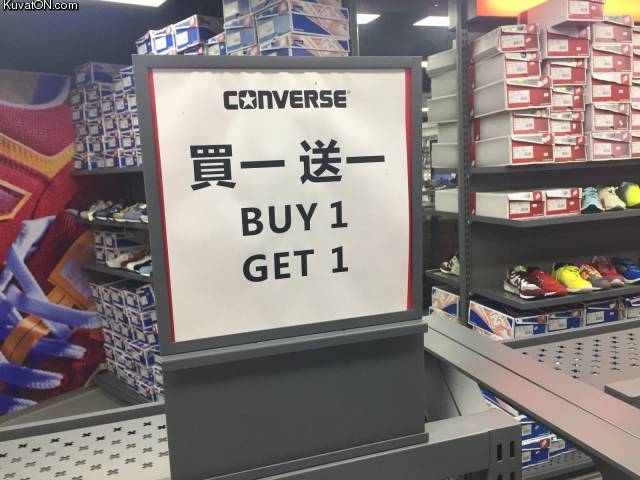 KuvatON.com
CONVERSE
買一送一
BUY 1
GET 1